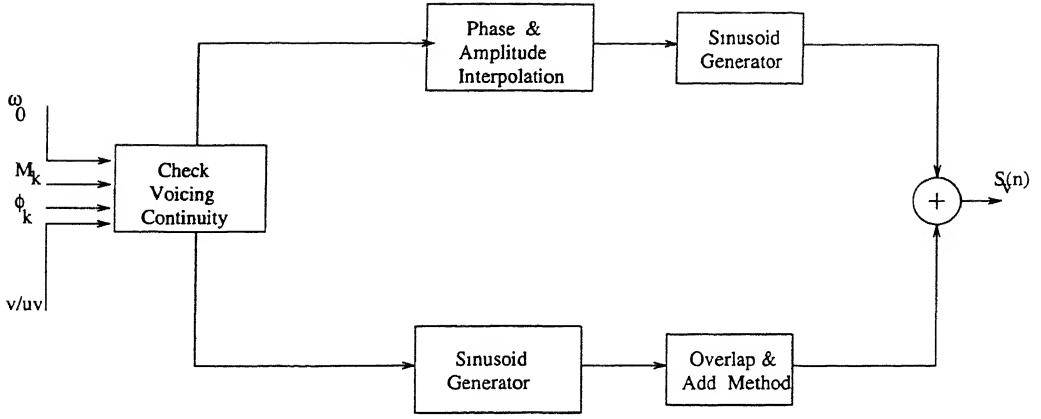 Phase &
Amplitude
Interpolation
Sinusoid
Generator
ω0
Mk
ϕk
v/uv
Check
Voicing
Continuity
+
Sv(n)
Sinusoid
Generator
Overlap &
Add Method